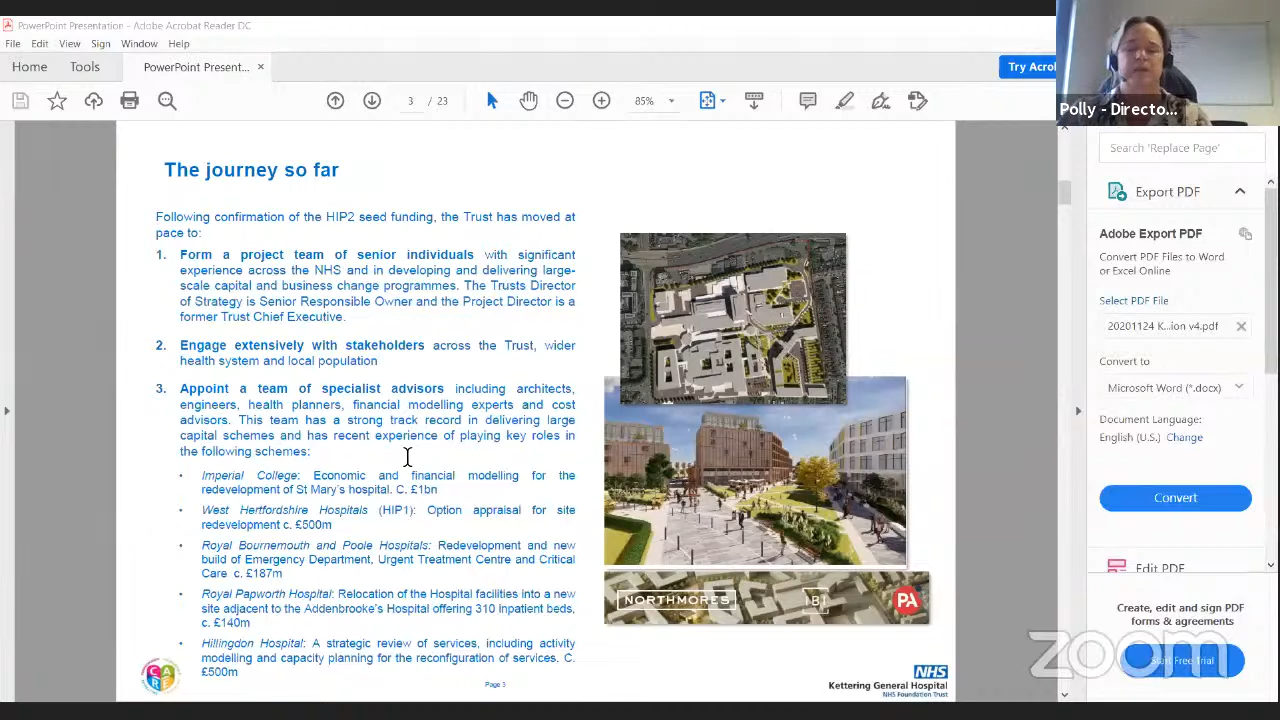 PowerPoint Presentation - Adobe Acrobat Reader DC
File Edit View Sign Window Help
Home Tools PowerPoint Present... ×
3 / 23 85%
Try Acrol
Polly - Directo...
The journey so far
Following confirmation of the HIP2 seed funding, the Trust has moved at
pace to:
1. Form a project team of senior individuals with significant
experience across the NHS and in developing and delivering large-
scale capital and business change programmes. The Trusts Director
of Strategy is Senior Responsible Owner and the Project Director is a
former Trust Chief Executive.
2. Engage extensively with stakeholders across the Trust, wider
health system and local population
3. Appoint a team of specialist advisors including architects,
engineers, health planners, financial modelling experts and cost
advisors. This team has a strong track record in delivering large
capital schemes and has recent experience of playing key roles in
the following schemes:
• Imperial College: Economic and financial modelling for the
redevelopment of St Mary's hospital. C. £1bn
• West Hertfordshire Hospitals (HIP1): Option appraisal for site
redevelopment c. £500m
• Royal Bournemouth and Poole Hospitals: Redevelopment and new
build of Emergency Department, Urgent Treatment Centre and Critical
Care c. £187m
• Royal Papworth Hospital: Relocation of the Hospital facilities into a new
site adjacent to the Addenbrooke's Hospital offering 310 inpatient beds,
c. £140m
• Hillingdon Hospital: A strategic review of services, including activity
modelling and capacity planning for the reconfiguration of services. C.
£500m
NORTHMORES IBI PA
CARE
Page 3
NHS
Kettering General Hospital
NHS Foundation Trust
Search 'Replace Page'
Export PDF
Adobe Export PDF
Convert PDF Files to Word
or Excel Online
Select PDF File
20201124 K...ion v4.pdf
Convert to
Microsoft Word (*.docx)
Document Language:
English (U.S.) Change
Convert
Edit PDF
Create, edit and sign PDF
forms & agreements
Start Free Trial
zoom